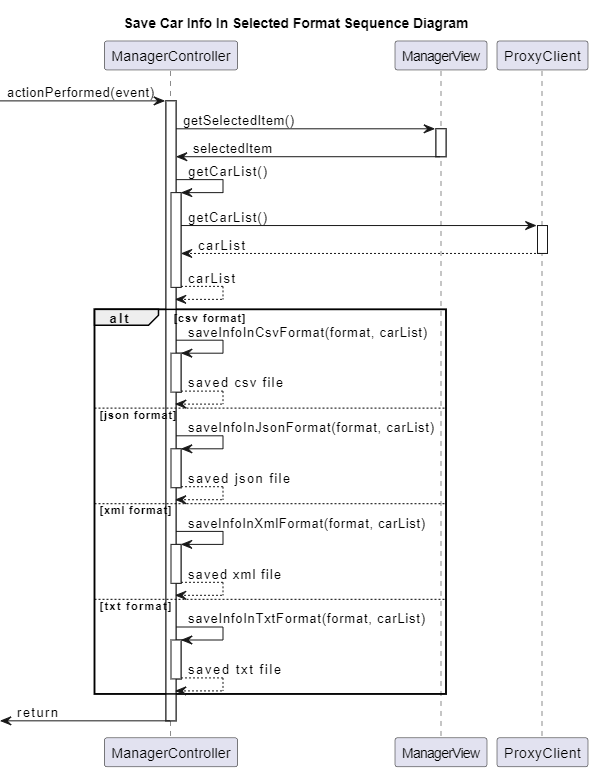 Save Car Info In Selected Format Sequence Diagram
ManagerController ManagerView ProxyClient
actionPerformed(event)
getSelectedItem()
selectedItem
getCarList()
getCarList()
carList
carList
alt [csv format]
saveInfoInCsvFormat(format, carList)
saved csv file
[json format]
saveInfoInJsonFormat(format, carList)
saved json file
[xml format]
saveInfoInXmlFormat(format, carList)
saved xml file
[txt format]
saveInfoInTxtFormat(format, carList)
saved txt file
return
ManagerController ManagerView ProxyClient